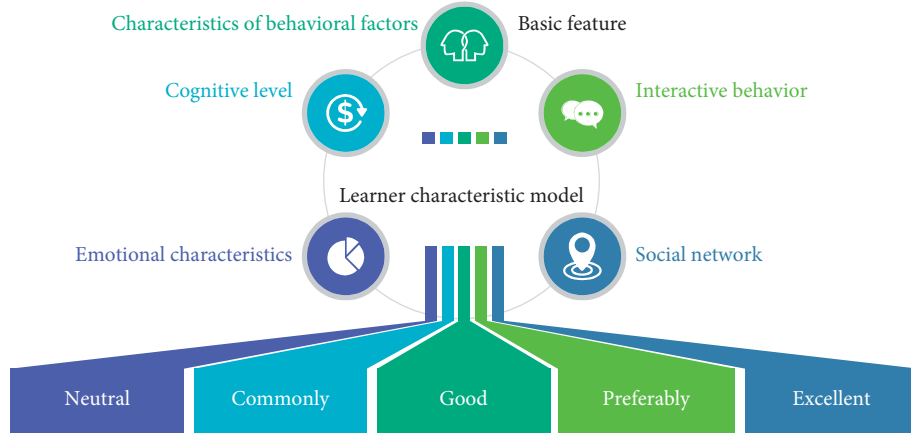 Characteristics of behavioral factors
Basic feature
Cognitive level
Interactive behavior
Learner characteristic model
Emotional characteristics
Social network
Neutral
Commonly
Good
Preferably
Excellent